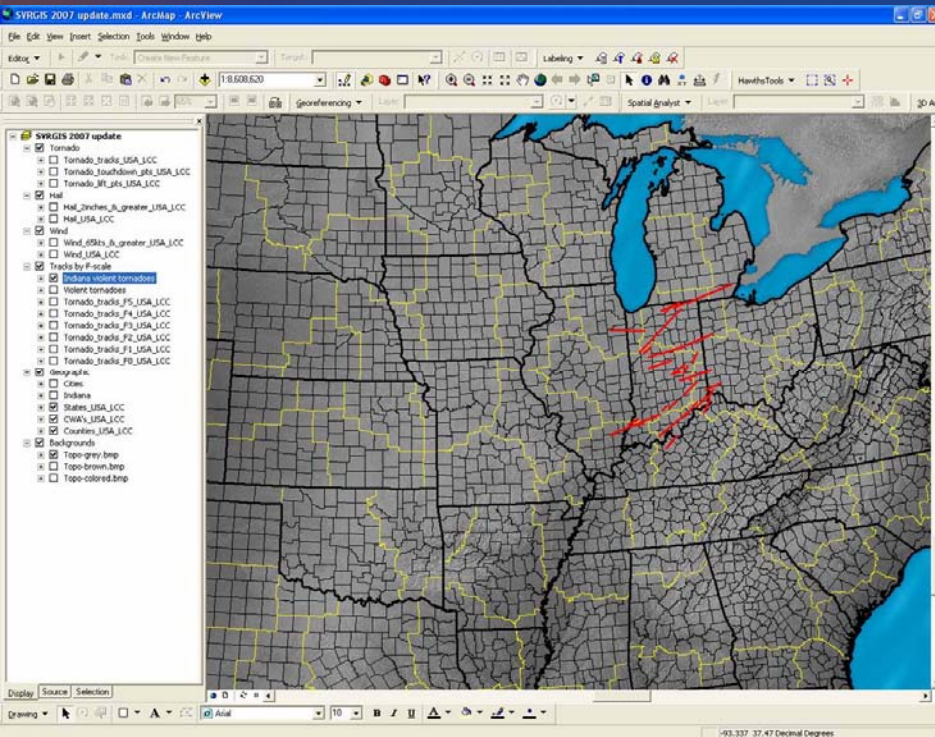 SVRGIS 2007 update.mxd - ArcMap - ArcView
File Edit View Insert Selection Tools Window Help
Editor Task: Create New Feature Target: Labeling
1:8,608,620 HawthsTools
Georeferencing Layer: Spatial Analyst Layer: 3D A
SVRGIS 2007 update
Tornado
Tornado_tracks_USA_LCC
Tornado_touchdown_pts_USA_LCC
Tornado_lift_pts_USA_LCC
Hail
Hail_2inches_&_greater_USA_LCC
Hail_USA_LCC
Wind
Wind_65kts_&_greater_USA_LCC
Wind_USA_LCC
Tracks by F-scale
Indiana violent tornadoes
Violent tornadoes
Tornado_tracks_F5_USA_LCC
Tornado_tracks_F4_USA_LCC
Tornado_tracks_F3_USA_LCC
Tornado_tracks_F2_USA_LCC
Tornado_tracks_F1_USA_LCC
Tornado_tracks_F0_USA_LCC
Geographic
Cities
Indiana
States_USA_LCC
CWA's_USA_LCC
Counties_USA_LCC
Backgrounds
Topo-grey.bmp
Topo-brown.bmp
Topo-colored.bmp
Display Source Selection
Drawing A Arial 10 B I U A
-93.337 37.47 Decimal Degrees